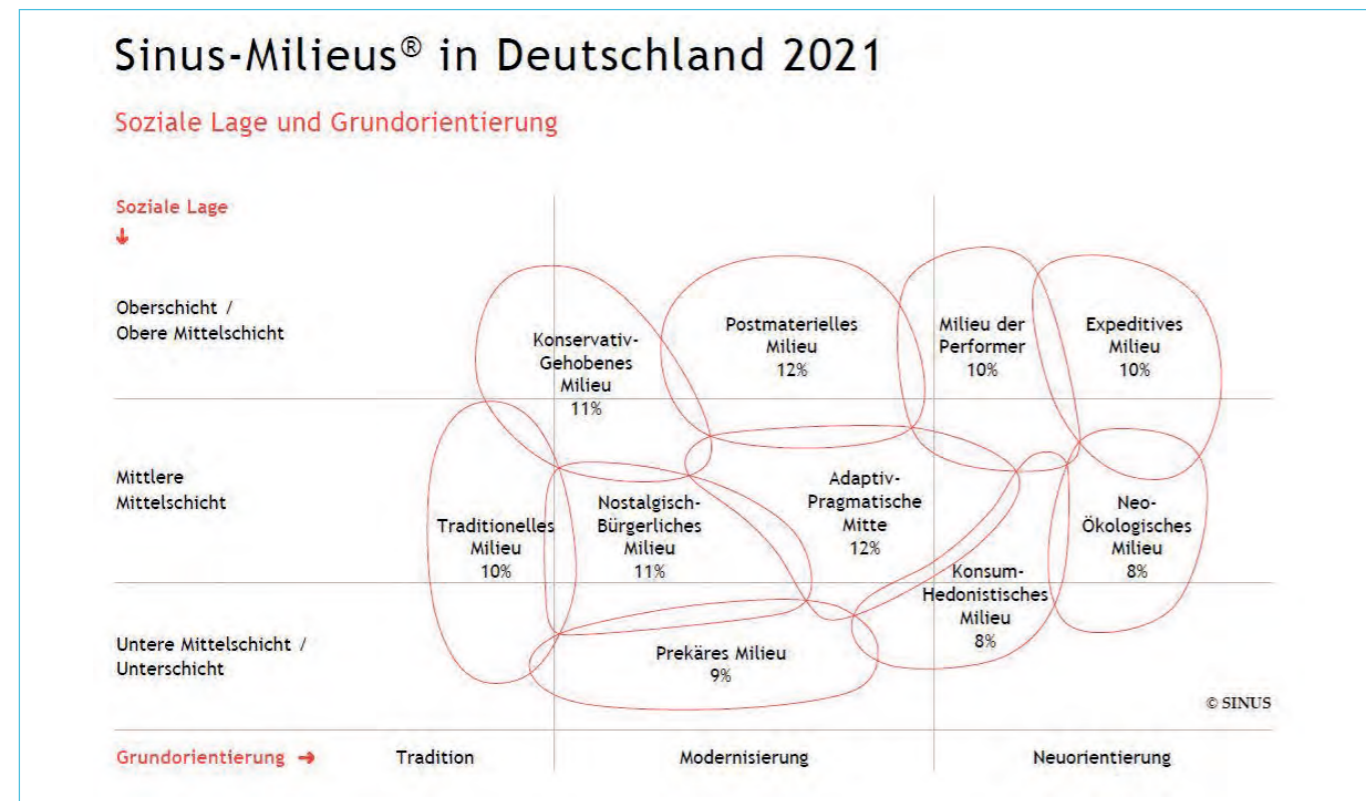 Sinus-Milieus® in Deutschland 2021
Soziale Lage und Grundorientierung
Soziale Lage
↓
Oberschicht /
Obere Mittelschicht
Konservativ-
Gehobenes
Milieu
11%
Postmaterielles
Milieu
12%
Milieu der
Performer
10%
Expeditives
Milieu
10%
Mittlere
Mittelschicht
Traditionelles
Milieu
10%
Nostalgisch-
Bürgerliches
Milieu
11%
Adaptiv-
Pragmatische
Mitte
12%
Konsum-
Hedonistisches
Milieu
8%
Neo-
Ökologisches
Milieu
8%
Untere Mittelschicht /
Unterschicht
Prekäres Milieu
9%
© SINUS
Grundorientierung →
Tradition
Modernisierung
Neuorientierung